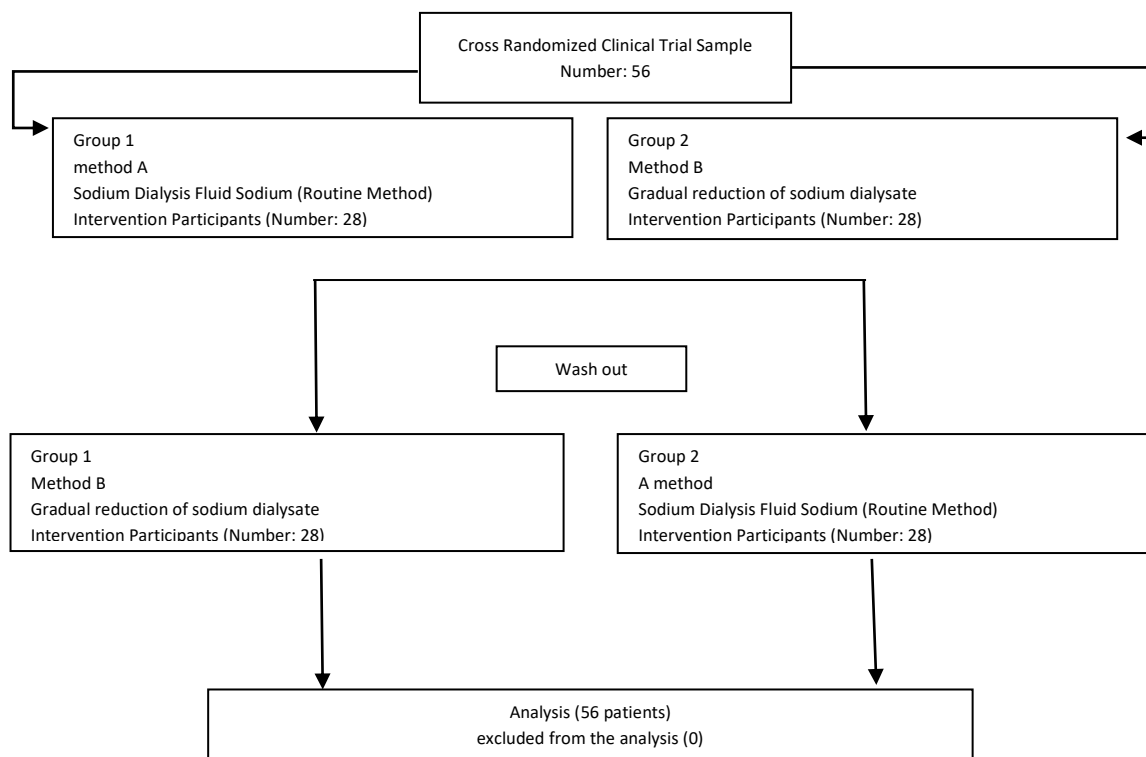 Cross Randomized Clinical Trial Sample
Number: 56
Group 1
method A
Sodium Dialysis Fluid Sodium (Routine Method)
Intervention Participants (Number: 28)
Group 2
Method B
Gradual reduction of sodium dialysate
Intervention Participants (Number: 28)
Wash out
Group 1
Method B
Gradual reduction of sodium dialysate
Intervention Participants (Number: 28)
Group 2
A method
Sodium Dialysis Fluid Sodium (Routine Method)
Intervention Participants (Number: 28)
Analysis (56 patients)
excluded from the analysis (0)